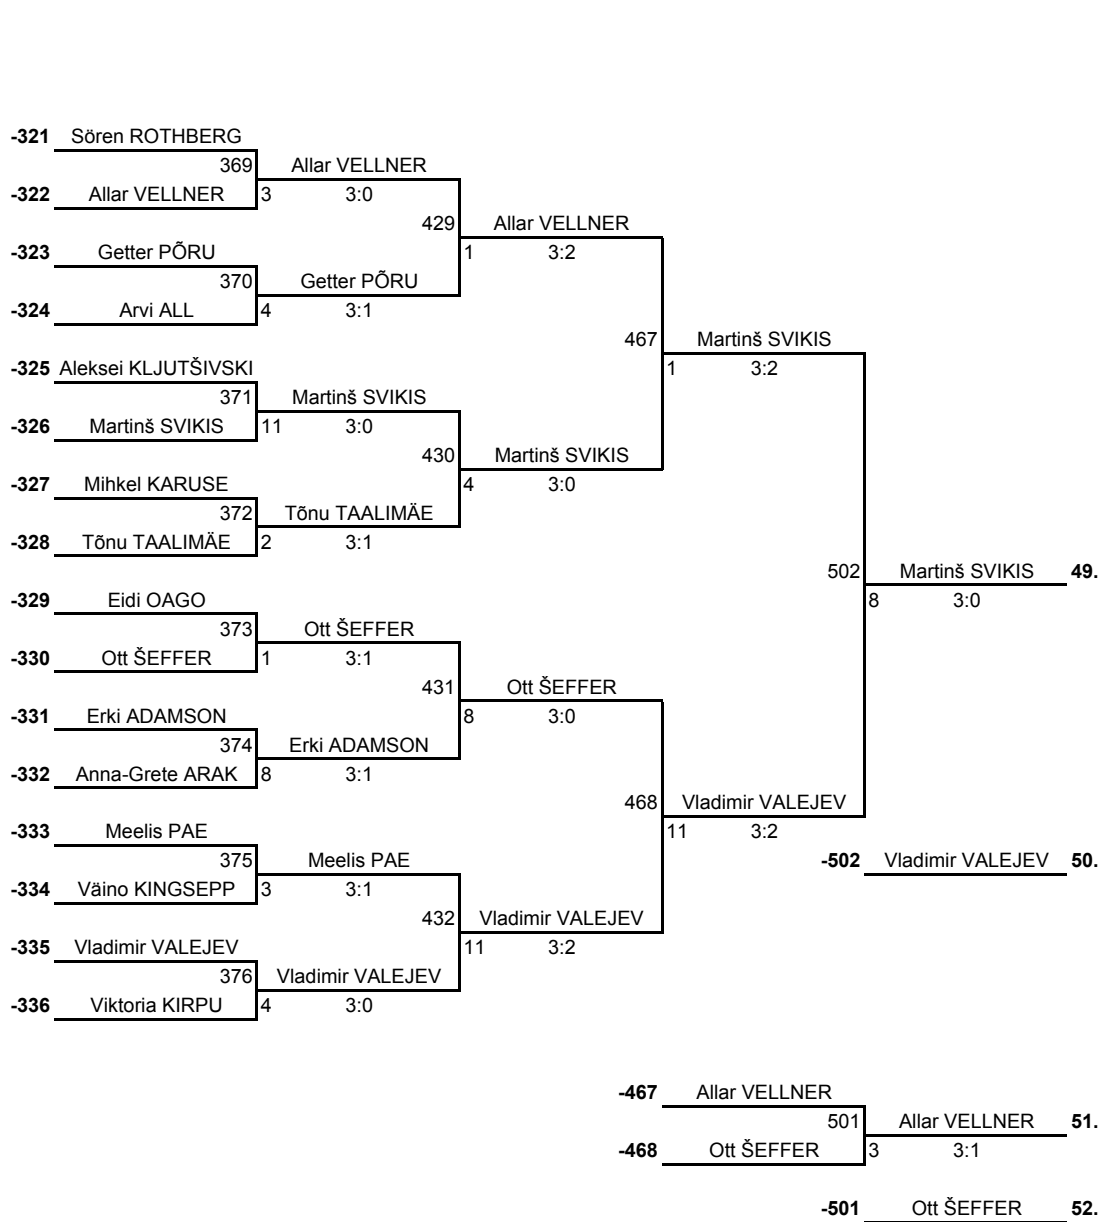 -321 Sören ROTHBERG
369 Allar VELLNER
-322 Allar VELLNER 3 3:0
429 Allar VELLNER
-323 Getter PÕRU 1 3:2
370 Getter PÕRU
-324 Arvi ALL 4 3:1
467 Martinš SVIKIS
-325 Aleksei KLJUTŠIVSKI 1 3:2
371 Martinš SVIKIS
-326 Martinš SVIKIS 11 3:0
430 Martinš SVIKIS
-327 Mihkel KARUSE 4 3:0
372 Tõnu TAALIMÄE
-328 Tõnu TAALIMÄE 2 3:1
502 Martinš SVIKIS 49.
-329 Eidi OAGO 8 3:0
373 Ott ŠEFFER
-330 Ott ŠEFFER 1 3:1
431 Ott ŠEFFER
-331 Erki ADAMSON 8 3:0
374 Erki ADAMSON
-332 Anna-Grete ARAK 8 3:1
468 Vladimir VALEJEV
-333 Meelis PAE 11 3:2
375 Meelis PAE -502 Vladimir VALEJEV 50.
-334 Väino KINGSEPP 3 3:1
432 Vladimir VALEJEV
-335 Vladimir VALEJEV 11 3:2
376 Vladimir VALEJEV
-336 Viktoria KIRPU 4 3:0
-467 Allar VELLNER
501 Allar VELLNER 51.
-468 Ott ŠEFFER 3 3:1
-501 Ott ŠEFFER 52.